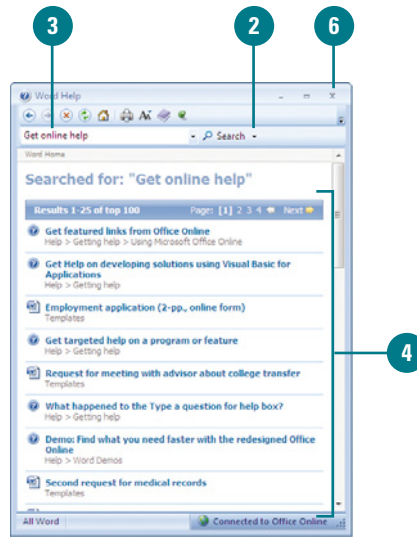 3
2
6
Word Help
Get online help
Search
Word Home
Searched for: "Get online help"
Results 1-25 of top 100 Page: [1] 2 3 4 Next
Get featured links from Office Online
Help > Getting help > Using Microsoft Office Online
Get Help on developing solutions using Visual Basic for
Applications
Help > Getting help
Employment application (2-pp., online form)
Templates
Get targeted help on a program or feature
Help > Getting help
Request for meeting with advisor about college transfer
Templates
4
What happened to the Type a question for help box?
Help > Getting help
Demo: Find what you need faster with the redesigned Office
Online
Help > Word Demos
Second request for medical records
Templates
All Word
Connected to Office Online